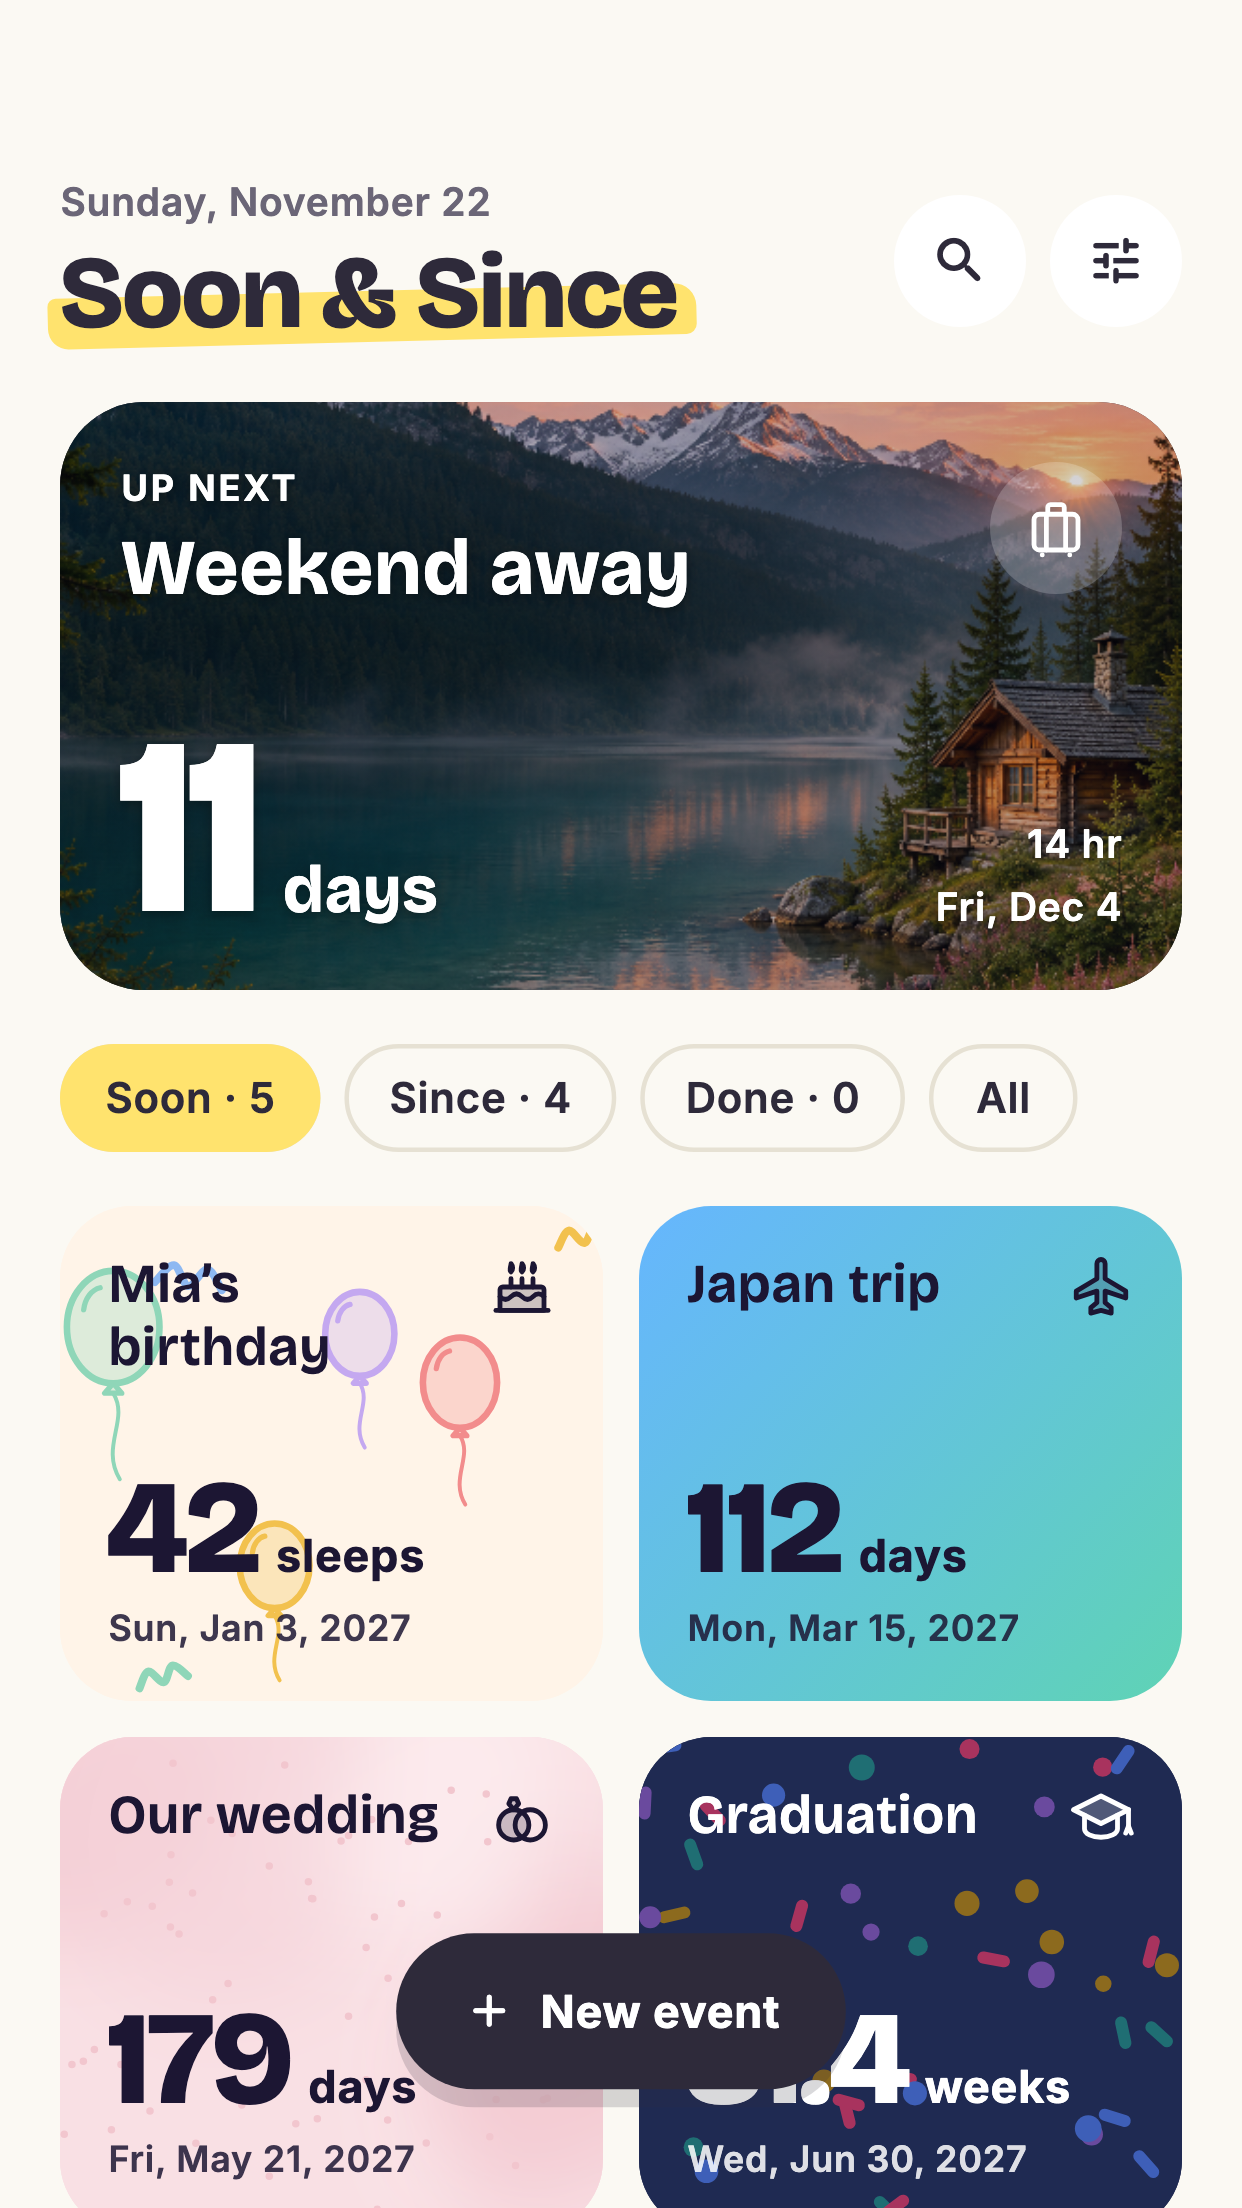 Sunday, November 22
Soon & Since
UP NEXT
Weekend away
11 days
14 hr
Fri, Dec 4
Soon · 5
Since · 4
Done · 0
All
Mia's
birthday
42 sleeps
Sun, Jan 3, 2027
Japan trip
112 days
Mon, Mar 15, 2027
Our wedding
179 days
Fri, May 21, 2027
Graduation
weeks
Wed, Jun 30, 2027
+ New event